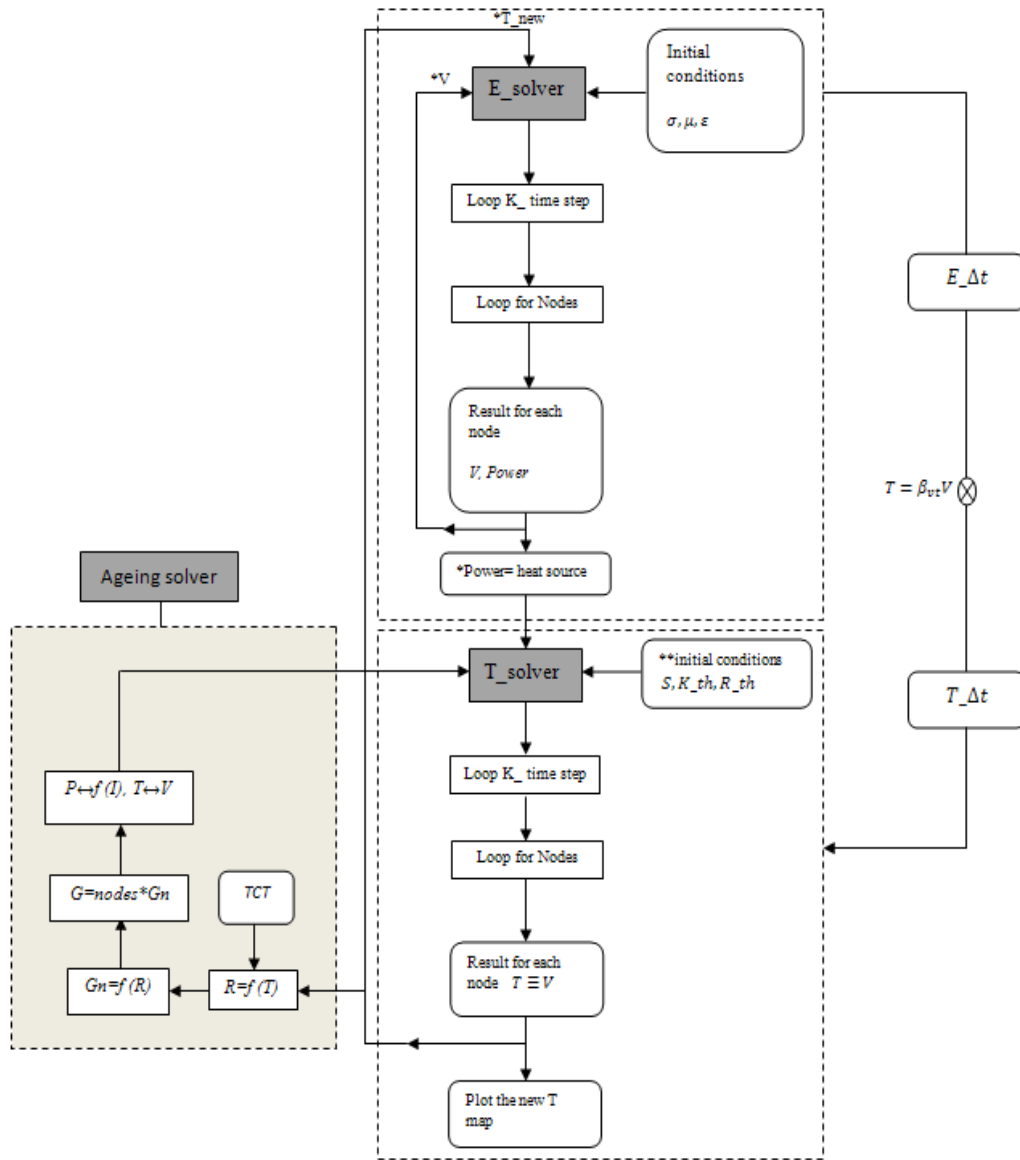 *T_new
*V
E_solver
Initial
conditions
σ, μ, ε
Loop K_ time step
E_Δt
Loop for Nodes
Result for each
node
V, Power
T = βvtV
*Power= heat source
Ageing solver
T_solver
**initial conditions
S, K_th, R_th
T_Δt
Loop K_ time step
P↔f(I), T↔V
Loop for Nodes
G=nodes*Gn
TCT
Result for each
node T ≡ V
Gn=f(R)
R=f(T)
Plot the new T
map